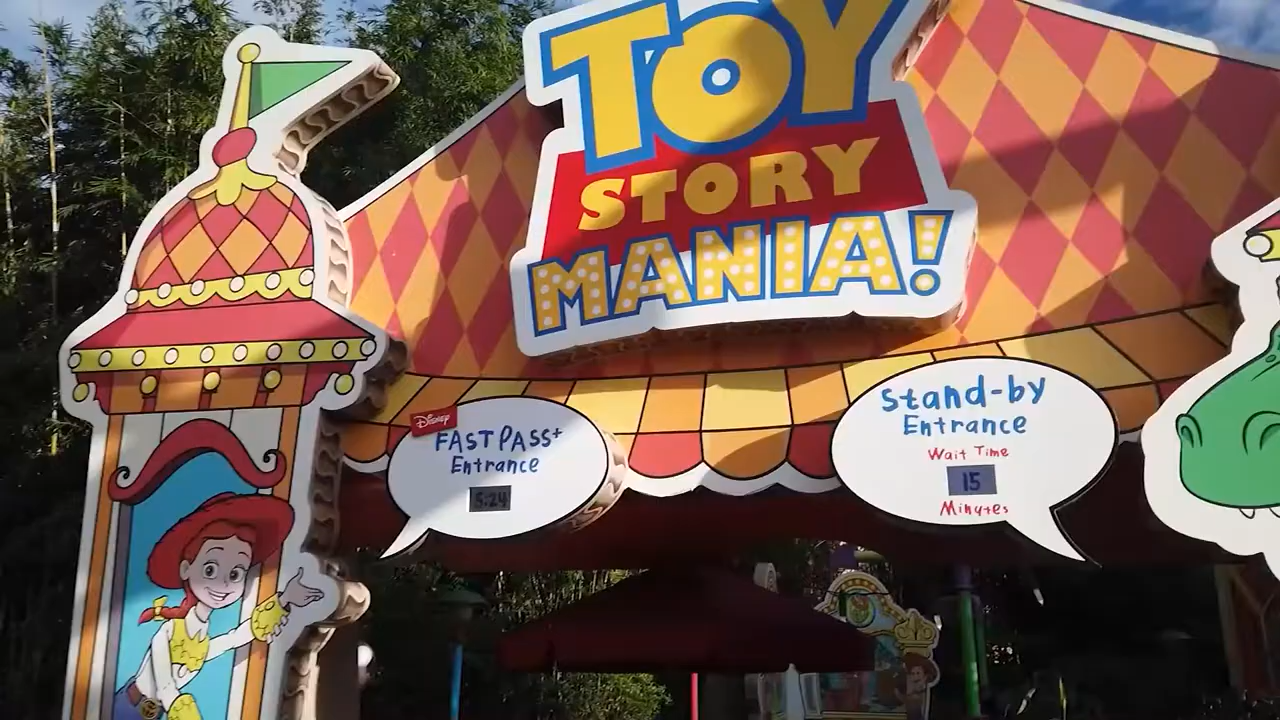 TOY
STORY
MANIA!
Disney
FASTPASS+
Entrance
5:24
Stand-by
Entrance
Wait Time
15
Minutes